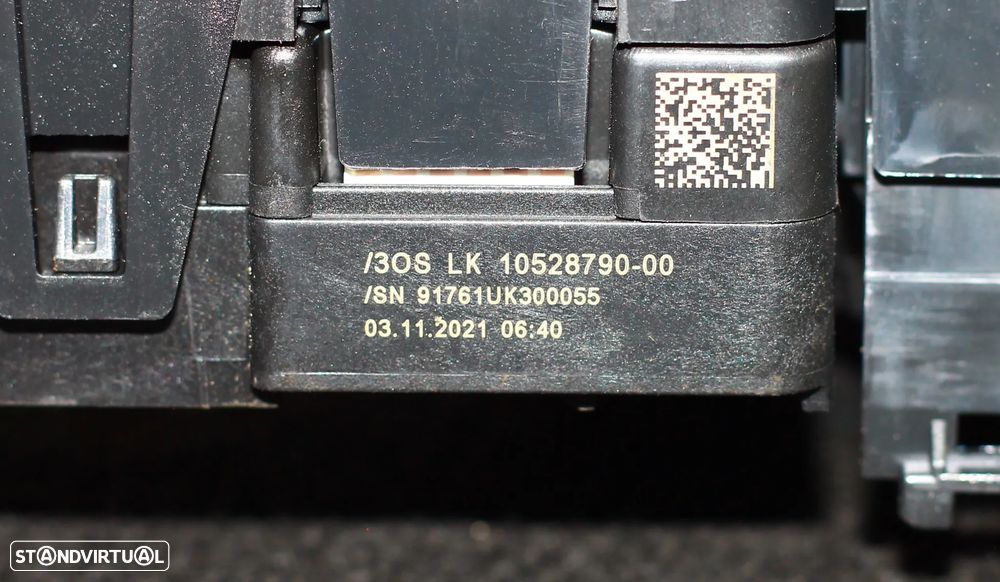 /3OS LK 10528790-00
/SN 91761UK300055
03.11.2021 06:40
STANDVIRTUAL